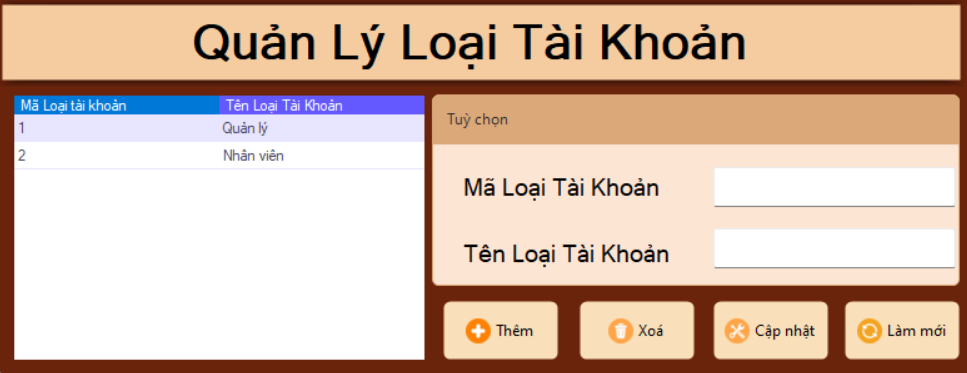 Quản Lý Loại Tài Khoản
Mã Loại tài khoản Tên Loại Tài Khoản
1 Quản lý
2 Nhân viên
Tuỳ chọn
Mã Loại Tài Khoản
Tên Loại Tài Khoản
Thêm Xoá Cập nhật Làm mới